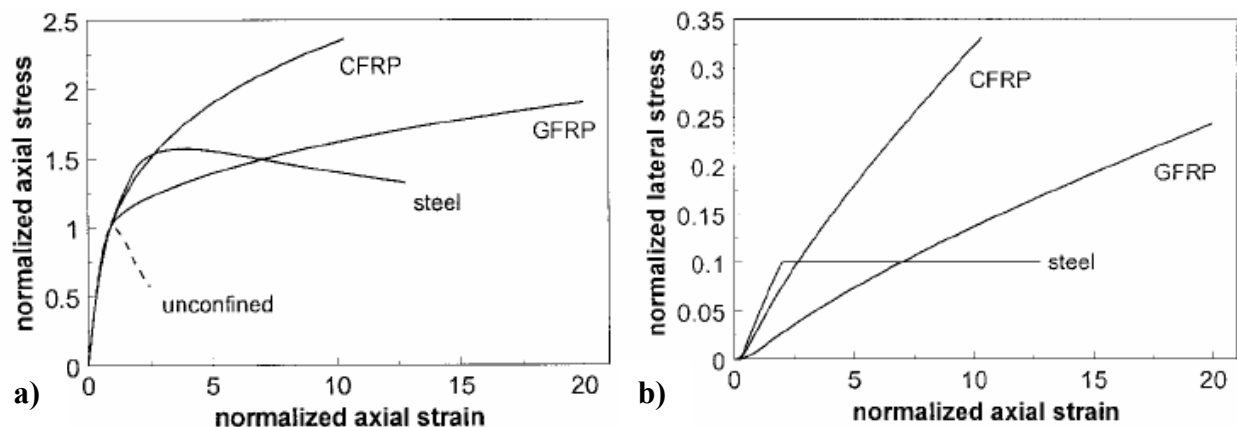 2.5
2
1.5
1
0.5
0
0
5
10
15
20
normalized axial stress
normalized axial strain
CFRP
GFRP
steel
unconfined
a)
0.35
0.3
0.25
0.2
0.15
0.1
0.05
0
0
5
10
15
20
normalized lateral stress
normalized axial strain
CFRP
GFRP
steel
b)